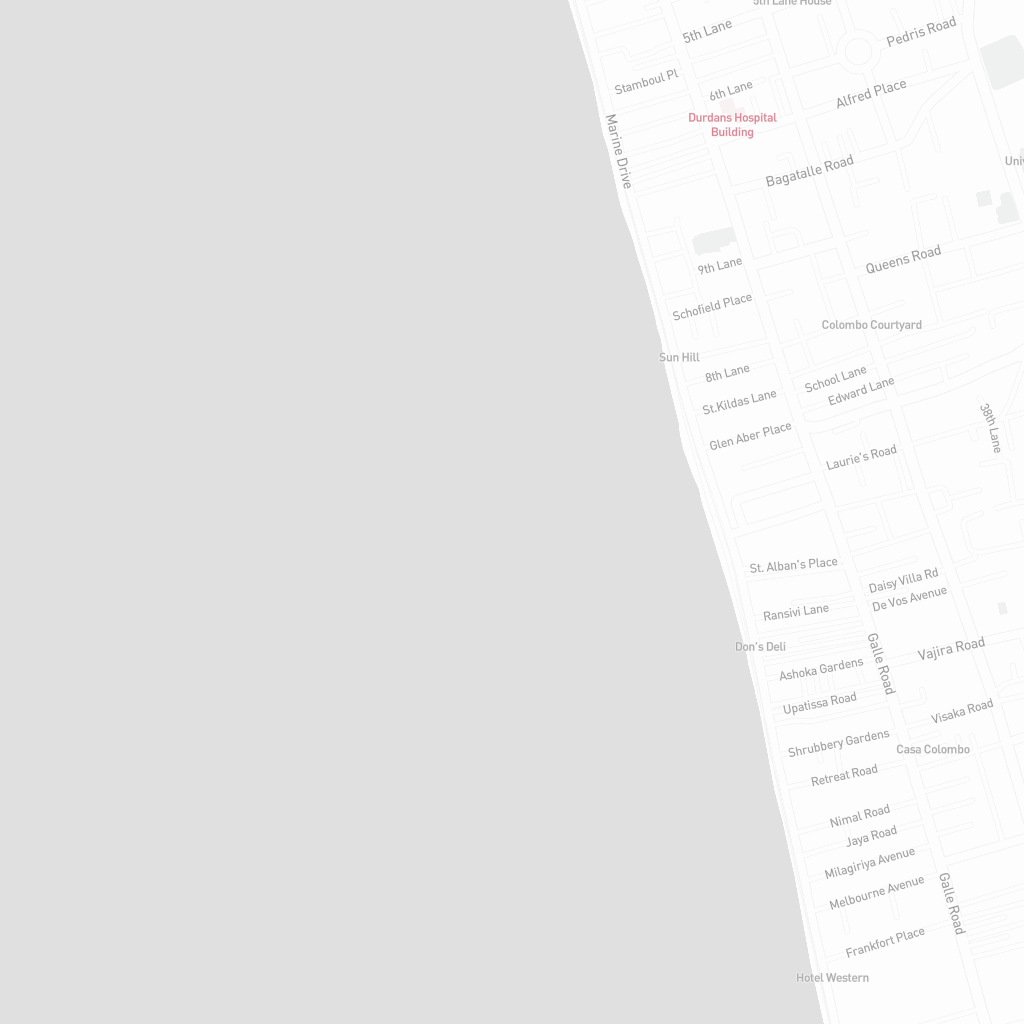 5th Lane House
5th Lane
Pedris Road
Stamboul Pl
6th Lane
Alfred Place
Durdans Hospital
Building
Marine Drive
Bagatalle Road
9th Lane
Queens Road
Schofield Place
Colombo Courtyard
Sun Hill
8th Lane
School Lane
Edward Lane
St.Kildas Lane
38th Lane
Glen Aber Place
Laurie's Road
St. Alban's Place
Daisy Villa Rd
De Vos Avenue
Ransivi Lane
Don's Deli
Galle Road
Vajira Road
Ashoka Gardens
Upatissa Road
Visaka Road
Shrubbery Gardens
Casa Colombo
Retreat Road
Nimal Road
Jaya Road
Milagiriya Avenue
Melbourne Avenue
Galle Road
Frankfort Place
Hotel Western